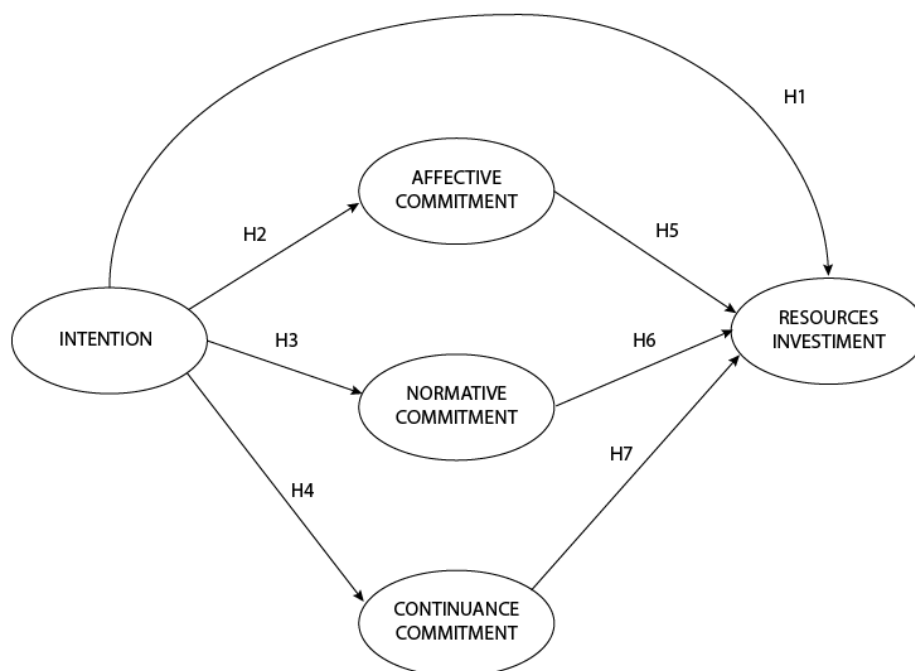 H1
AFFECTIVE
COMMITMENT
H2
H5
INTENTION
H3
RESOURCES
INVESTIMENT
H6
NORMATIVE
COMMITMENT
H4
H7
CONTINUANCE
COMMITMENT